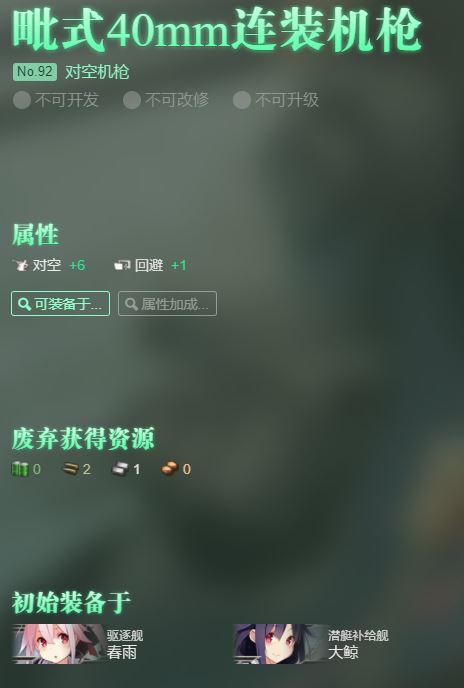 毗式40mm连装机枪
No.92 对空机枪
不可开发 不可改修 不可升级
属性
对空 +6 回避 +1
可装备于... 属性加成...
废弃获得资源
0 2 1 0
初始装备于
驱逐舰 潜艇补给舰
春雨 大鲸